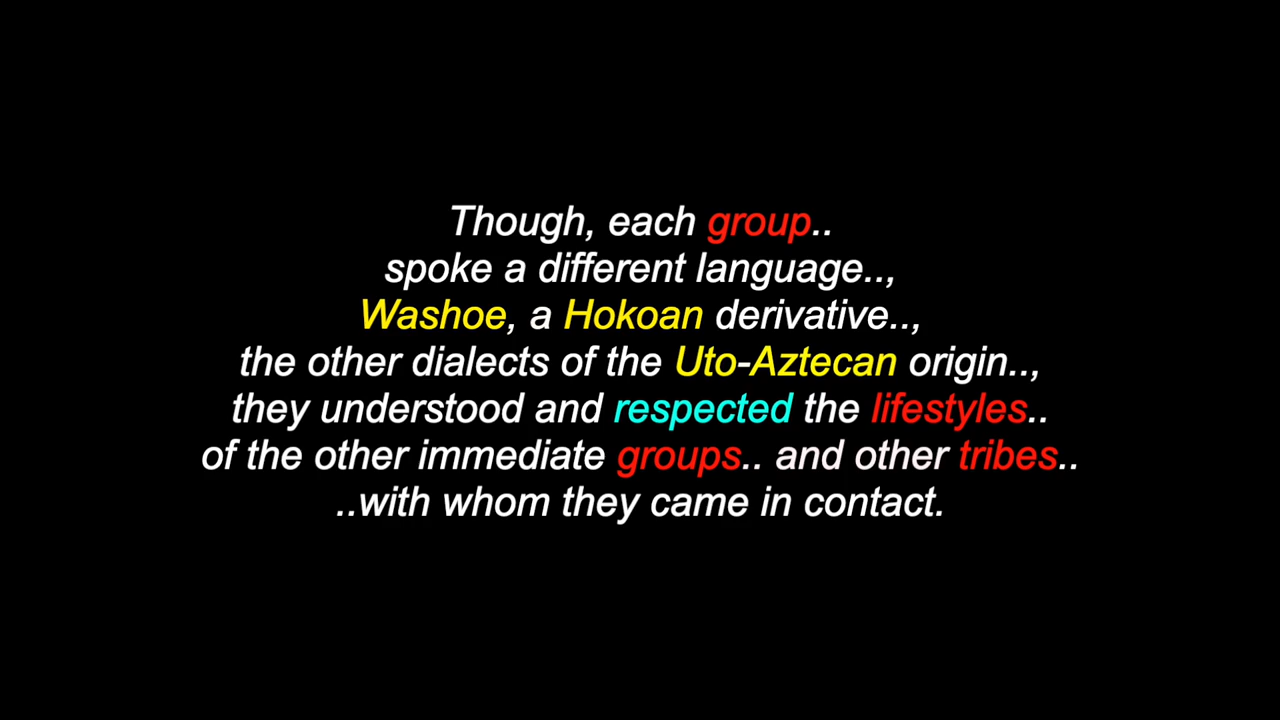 Though, each group..
spoke a different language..,
Washoe, a Hokoan derivative..,
the other dialects of the Uto-Aztecan origin..,
they understood and respected the lifestyles..
of the other immediate groups.. and other tribes..
..with whom they came in contact.